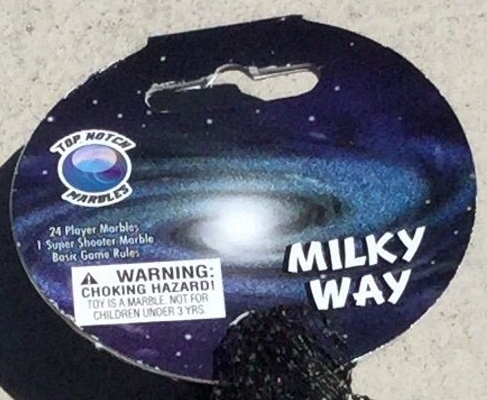 TOP NOTCH
MARBLES
24 Player Marbles
1 Super Shooter Marble
Basic Game Rules
WARNING:
CHOKING HAZARD!
TOY IS A MARBLE. NOT FOR
CHILDREN UNDER 3 YRS.
MILKY
WAY